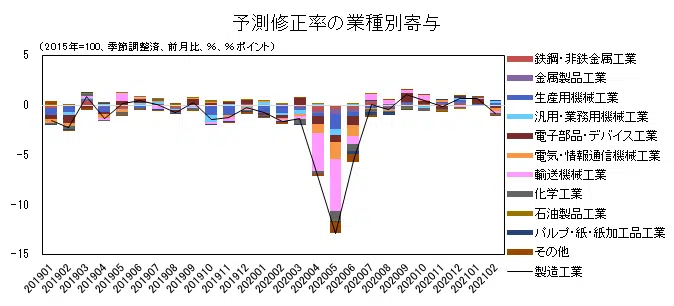 予測修正率の業種別寄与
(2015年=100、季節調整済、前月比、%、%ポイント)
5
0
-5
-10
-15
201901
201902
201903
201904
201905
201906
201907
201908
201909
201910
201911
201912
202001
202002
202003
202004
202005
202006
202007
202008
202009
202010
202011
202012
202101
202102
鉄鋼・非鉄金属工業
金属製品工業
生産用機械工業
汎用・業務用機械工業
電子部品・デバイス工業
電気・情報通信機械工業
輸送機械工業
化学工業
石油製品工業
パルプ・紙・紙加工品工業
その他
製造工業